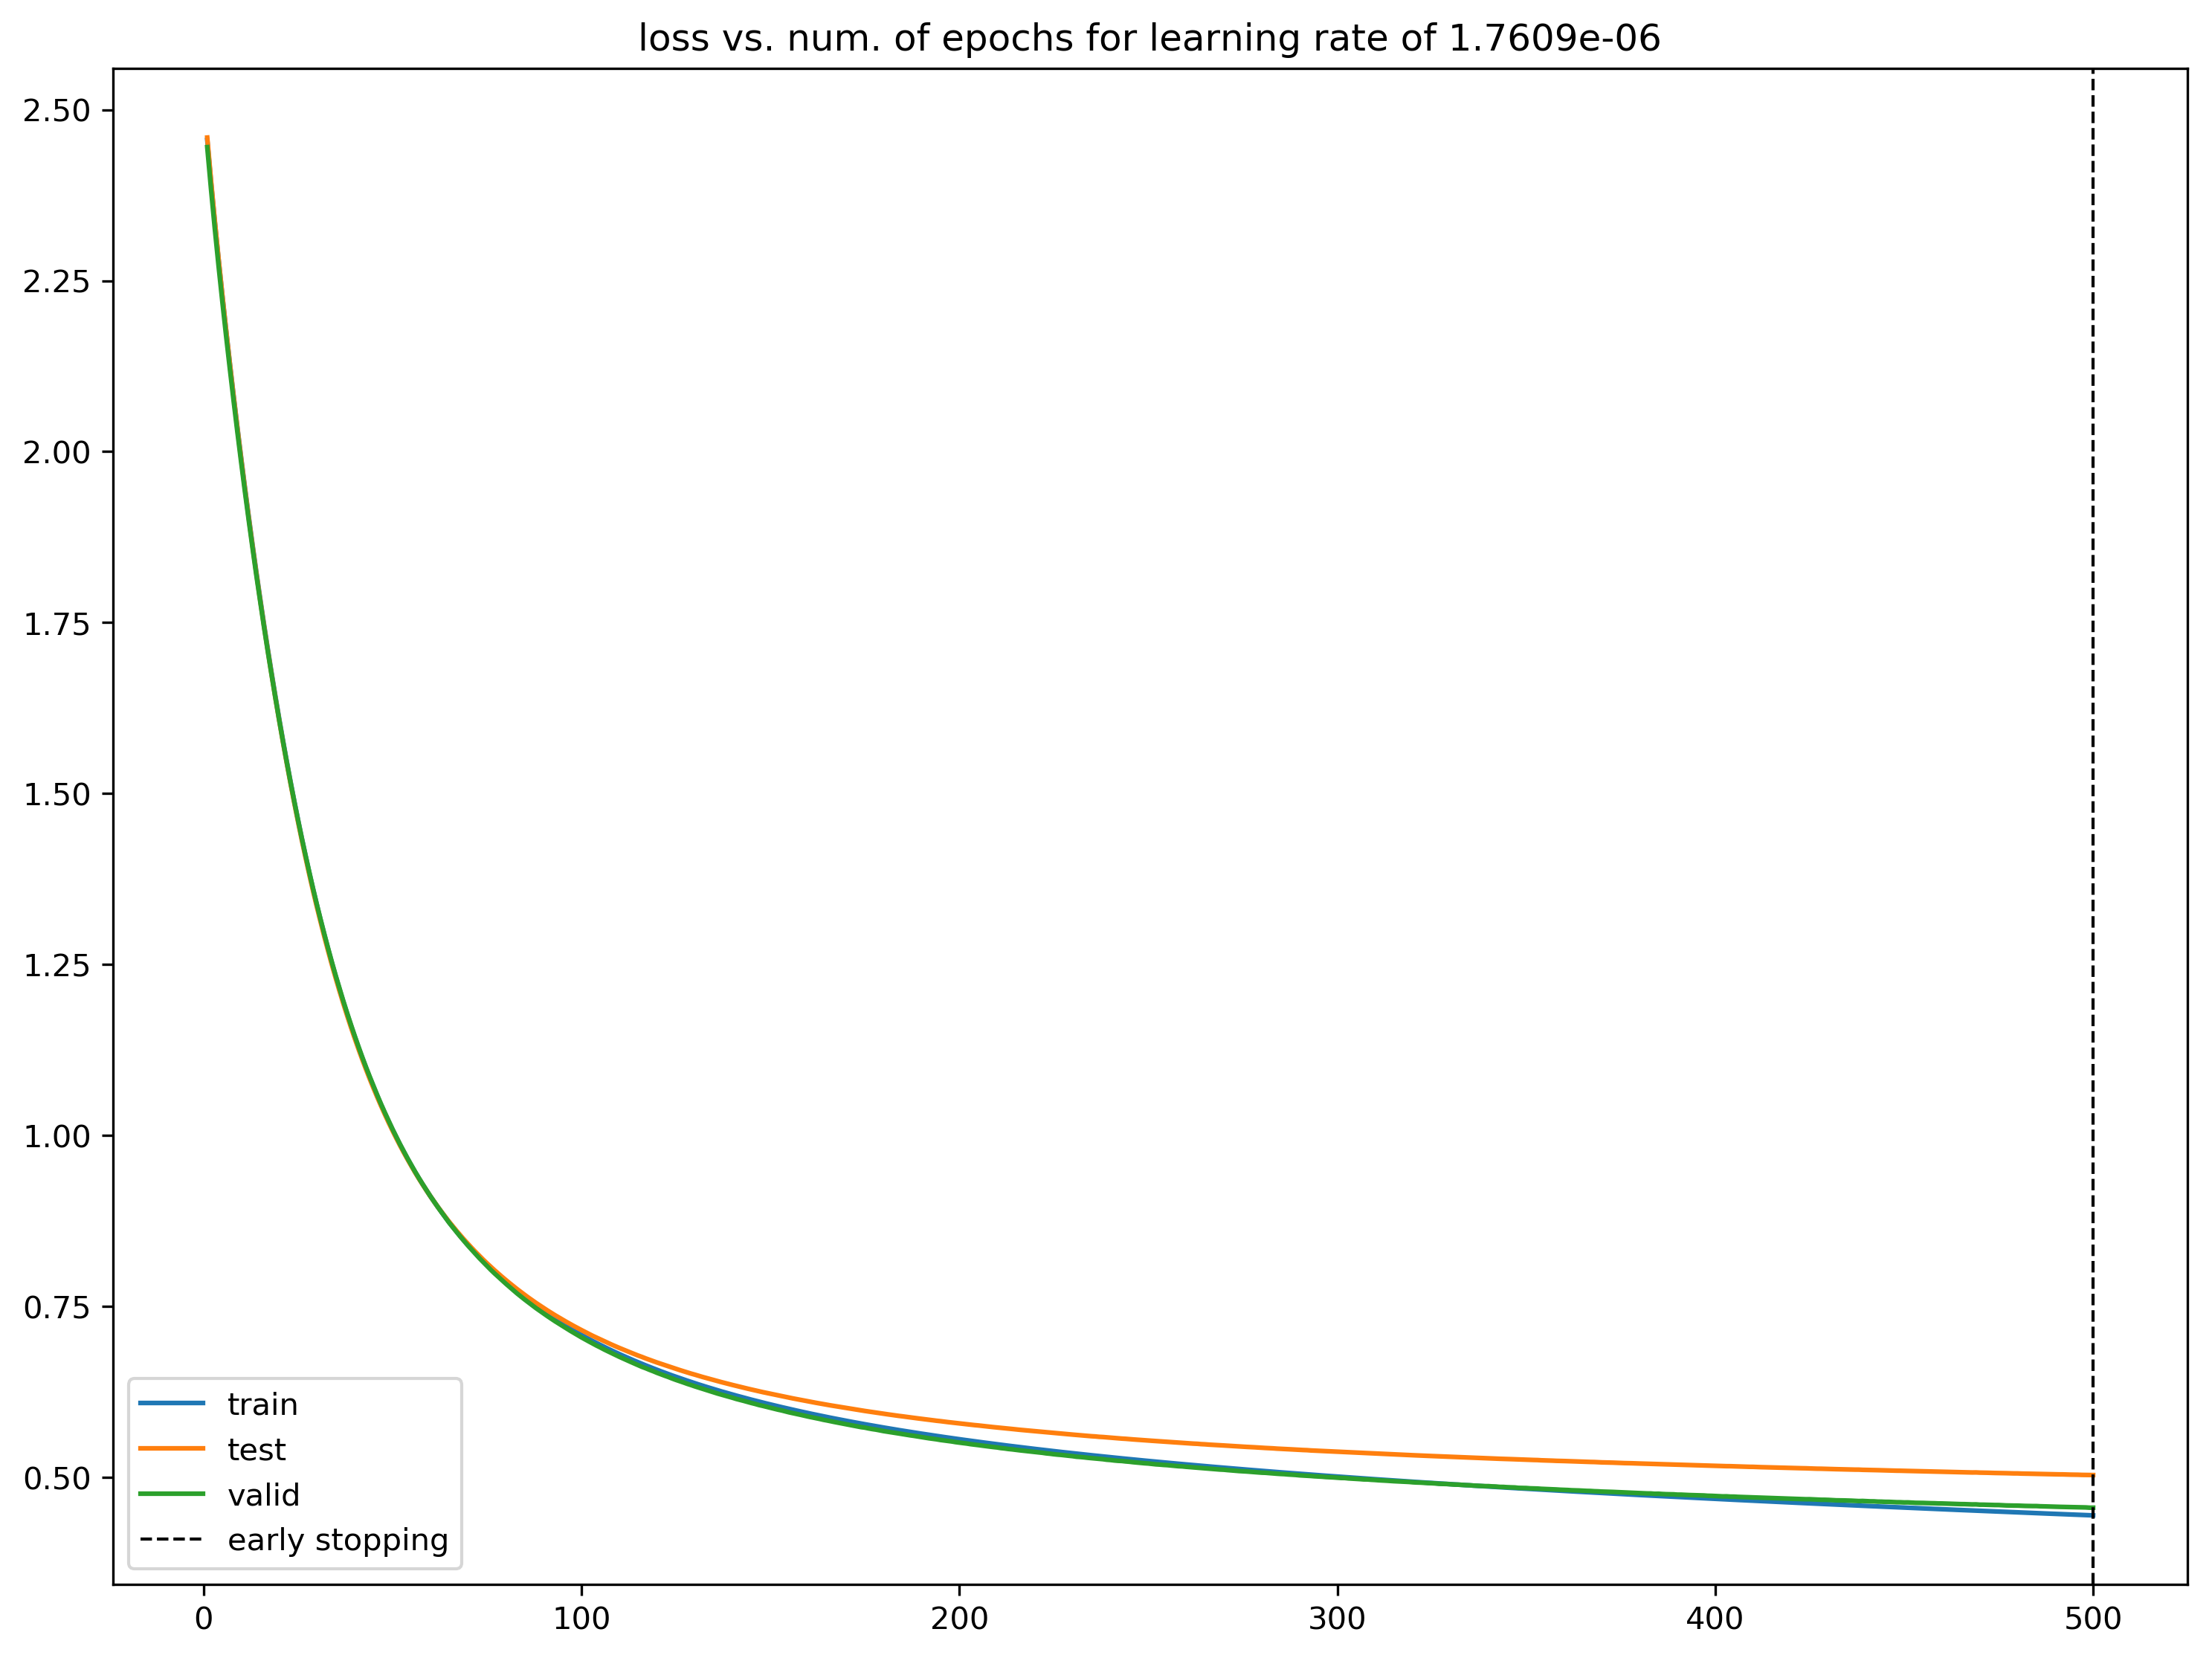 loss vs. num. of epochs for learning rate of 1.7609e-06
2.50
2.25
2.00
1.75
1.50
1.25
1.00
0.75
0.50
train
test
valid
early stopping
0 100 200 300 400 500